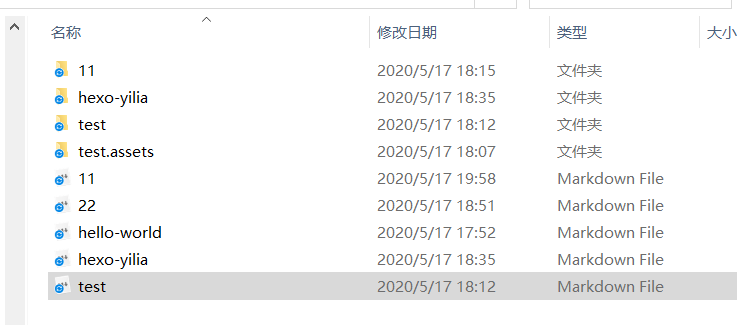 名称 修改日期 类型 大小
11 2020/5/17 18:15 文件夹
hexo-yilia 2020/5/17 18:35 文件夹
test 2020/5/17 18:12 文件夹
test.assets 2020/5/17 18:07 文件夹
11 2020/5/17 19:58 Markdown File
22 2020/5/17 18:51 Markdown File
hello-world 2020/5/17 17:52 Markdown File
hexo-yilia 2020/5/17 18:35 Markdown File
test 2020/5/17 18:12 Markdown File